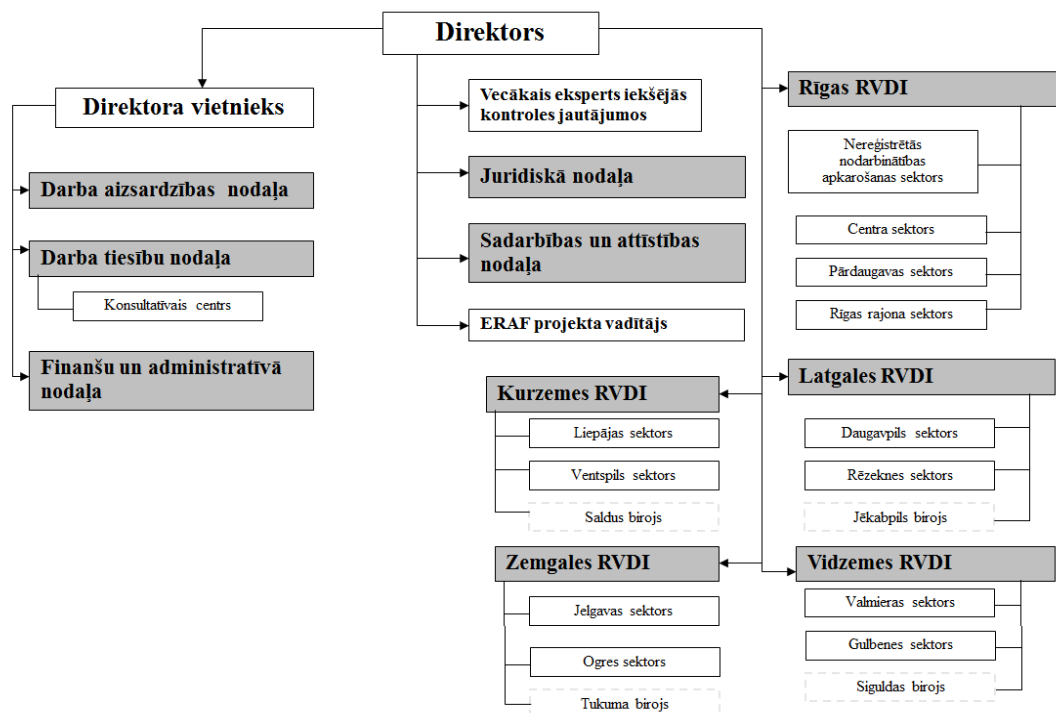 Direktors
Direktora vietnieks
Darba aizsardzības nodaļa
Darba tiesību nodaļa
Konsultatīvais centrs
Finanšu un administratīvā
nodaļa
Vecākais eksperts iekšējās
kontroles jautājumos
Juridiskā nodaļa
Sadarbības un attīstības
nodaļa
ERAF projekta vadītājs
Rīgas RVDI
Nereģistrētās
nodarbinātības
apkarošanas sektors
Centra sektors
Pārdaugavas sektors
Rīgas rajona sektors
Kurzemes RVDI
Liepājas sektors
Ventspils sektors
Saldus birojs
Latgales RVDI
Daugavpils sektors
Rēzeknes sektors
Jēkabpils birojs
Zemgales RVDI
Jelgavas sektors
Ogres sektors
Tukuma birojs
Vidzemes RVDI
Valmieras sektors
Gulbenes sektors
Siguldas birojs